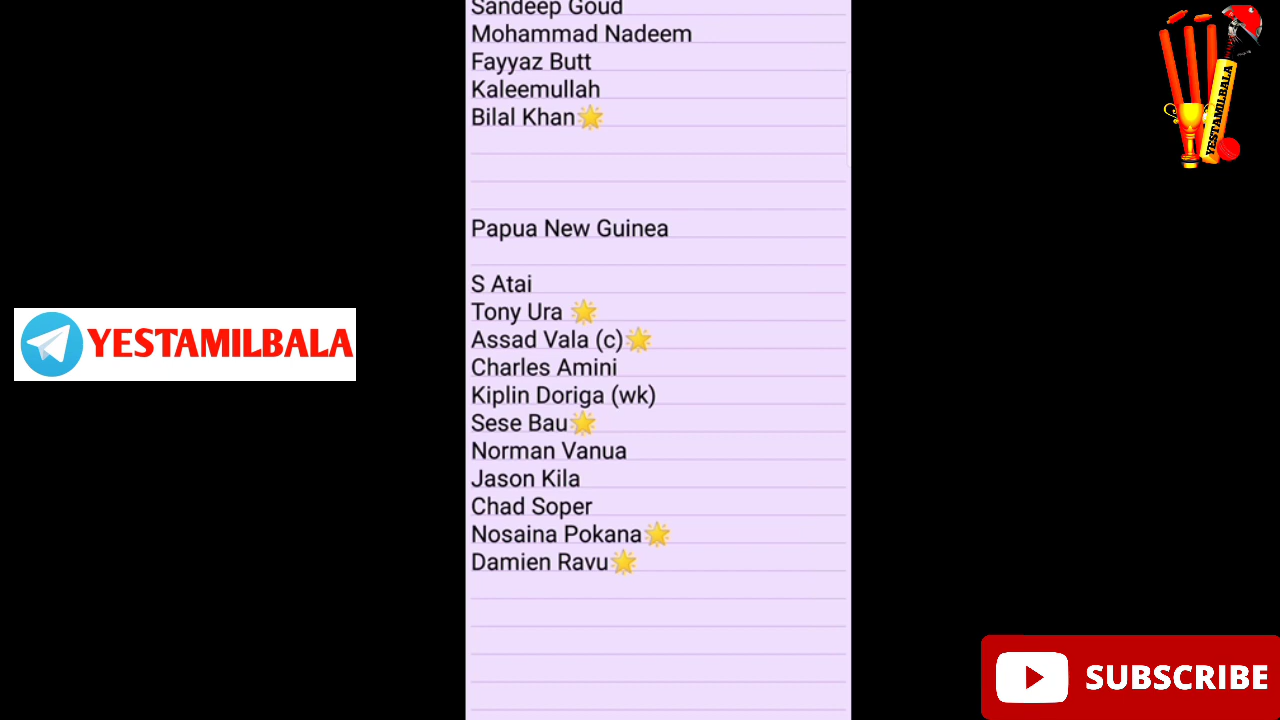 Sandeep Goud
Mohammad Nadeem
Fayyaz Butt
Kaleemullah
Bilal Khan🌟
Papua New Guinea
S Atai
Tony Ura 🌟
Assad Vala (c)🌟
Charles Amini
Kiplin Doriga (wk)
Sese Bau🌟
Norman Vanua
Jason Kila
Chad Soper
Nosaina Pokana🌟
Damien Ravu🌟
YESTAMILBALA
YESTAMILBALA
SUBSCRIBE